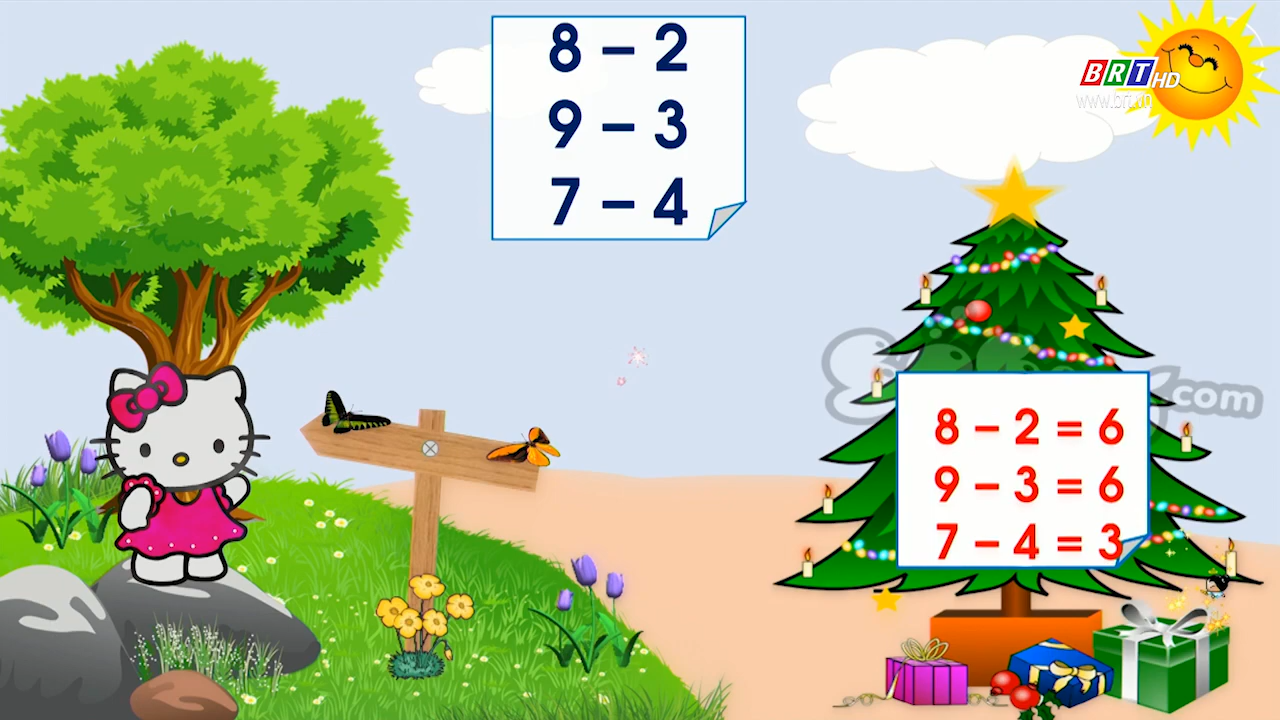 8 – 2
9 – 3
7 – 4
BRT HD
www.brt.vn
8 – 2 = 6
9 – 3 = 6
7 – 4 = 3
com